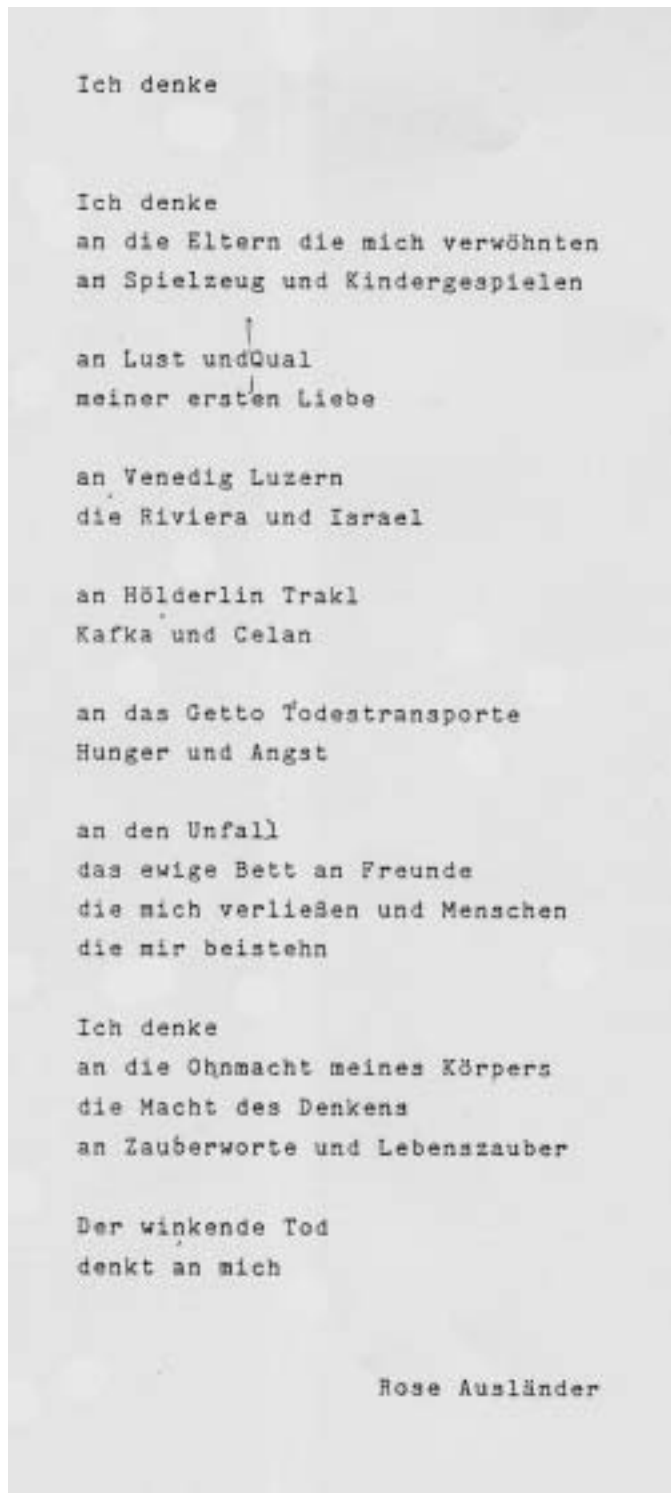 Ich denke
Ich denke
an die Eltern die mich verwöhnten
an Spielzeug und Kindergespielen
an Lust undQual
meiner ersten Liebe
an Venedig Luzern
die Riviera und Israel
an Hölderlin Trakl
Kafka und Celan
an das Getto Todestransporte
Hunger und Angst
an den Unfall
das ewige Bett an Freunde
die mich verließen und Menschen
die mir beistehn
Ich denke
an die Ohnmacht meines Körpers
die Macht des Denkens
an Zauberworte und Lebenszauber
Der winkende Tod
denkt an mich
Rose Ausländer